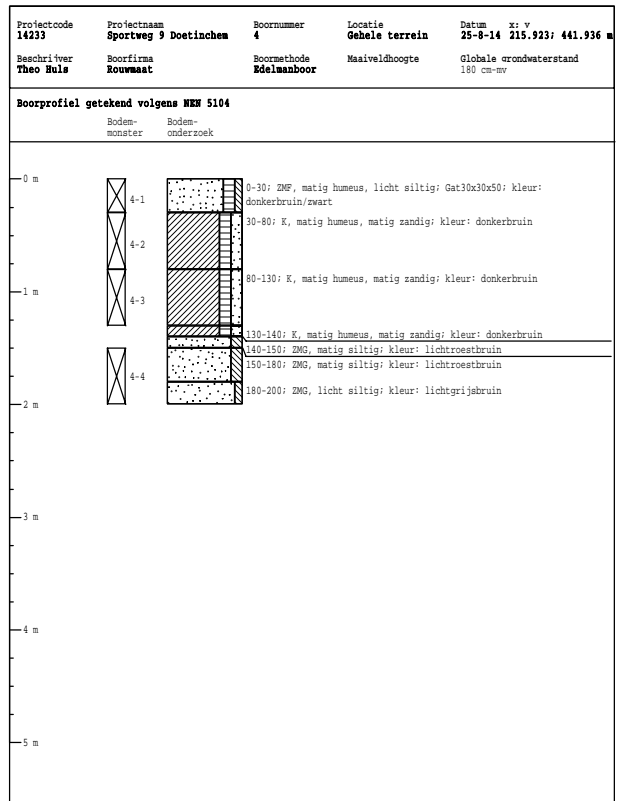 Projectcode Projectnaam Boornummer Locatie Datum x: y
14233 Sportweg 9 Doetinchem 4 Gehele terrein 25-8-14 215.923; 441.936 m
Beschrijver Boorfirma Boormethode Maaiveldhoogte Globale grondwaterstand
Theo Huls Rouwmaat Edelmanboor 180 cm-mv
Boorprofiel getekend volgens NEN 5104
Bodem- Bodem-
monster onderzoek
0 m
4-1
0-30; ZMF, matig humeus, licht siltig; Gat30x30x50; kleur:
donkerbruin/zwart
30-80; K, matig humeus, matig zandig; kleur: donkerbruin
4-2
80-130; K, matig humeus, matig zandig; kleur: donkerbruin
1 m
4-3
130-140; K, matig humeus, matig zandig; kleur: donkerbruin
140-150; ZMG, matig siltig; kleur: lichtroestbruin
150-180; ZMG, matig siltig; kleur: lichtroestbruin
4-4
180-200; ZMG, licht siltig; kleur: lichtgrijsbruin
2 m
3 m
4 m
5 m